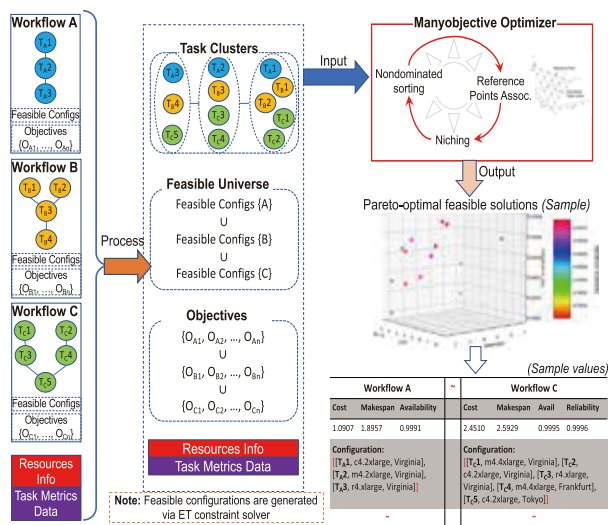 Workflow A
T_A1
T_A2
T_A3
Feasible Configs
Objectives
{O_A1, ..., O_An}
Workflow B
T_B1 T_B2
T_B3
T_B4
Feasible Configs
Objectives
{O_B1, ..., O_Bn}
Workflow C
T_C1 T_C2
T_C3 T_C4
T_C5
Feasible Configs
Objectives
{O_C1, ..., O_Cn}
Resources
Info
Task Metrics
Data
Process
Task Clusters
T_A3 T_A2 T_A1
T_B4 T_B3 T_B1
T_B2
T_C5 T_C3 T_C1
T_C4 T_C2
Feasible Universe
Feasible Configs {A}
∪
Feasible Configs {B}
∪
Feasible Configs {C}
Objectives
{O_A1, O_A2, ..., O_An}
∪
{O_B1, O_B2, ..., O_Bn}
∪
{O_C1, O_C2, ..., O_Cn}
Resources Info
Task Metrics Data
Note: Feasible configurations are generated
via ET constraint solver
Input
Manyobjective Optimizer
Nondominated
sorting
Reference
Points Assoc.
Niching
Output
Pareto-optimal feasible solutions (Sample)
(Sample values)
Workflow A ~ Workflow C
Cost Makespan Availability Cost Makespan Avail Reliability
1.0907 1.8957 0.9991 2.4510 2.5929 0.9995 0.9996
Configuration:
[[T_A1, c4.2xlarge, Virginia],
[T_A2, m4.2xlarge, Virginia],
[T_A3, r4.xlarge, Virginia]]
Configuration:
[[T_C1, m4.4xlarge, Virginia], [T_C2,
c4.2xlarge, Virginia], [T_C3, r4.xlarge,
Virginia], [T_C4, m4.4xlarge, Frankfurt],
[T_C5, c4.2xlarge, Tokyo]]
~ ~